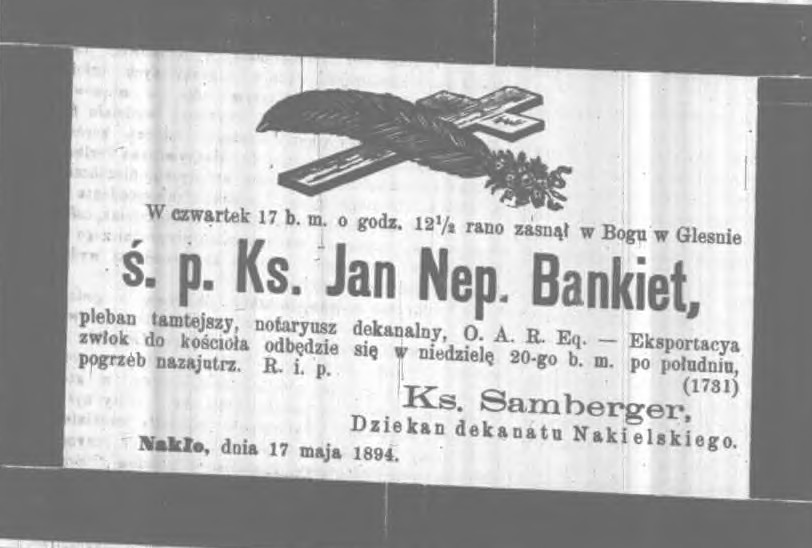 W czwartek 17 b. m. o godz. 12¹/₂ rano zasnął w Bogu w Glesnie
ś. p. Ks. Jan Nep. Bankiet,
pleban tamtejszy, notaryusz dekanalny, O. A. R. Eq. — Eksportacya
zwłok do kościoła odbędzie się w niedzielę 20-go b. m. po południu,
pogrzeb nazajutrz. R. i. p.
(1731)
Ks. Samberger,
Dziekan dekanatu Nakielskiego.
Nakło, dnia 17 maja 1894.